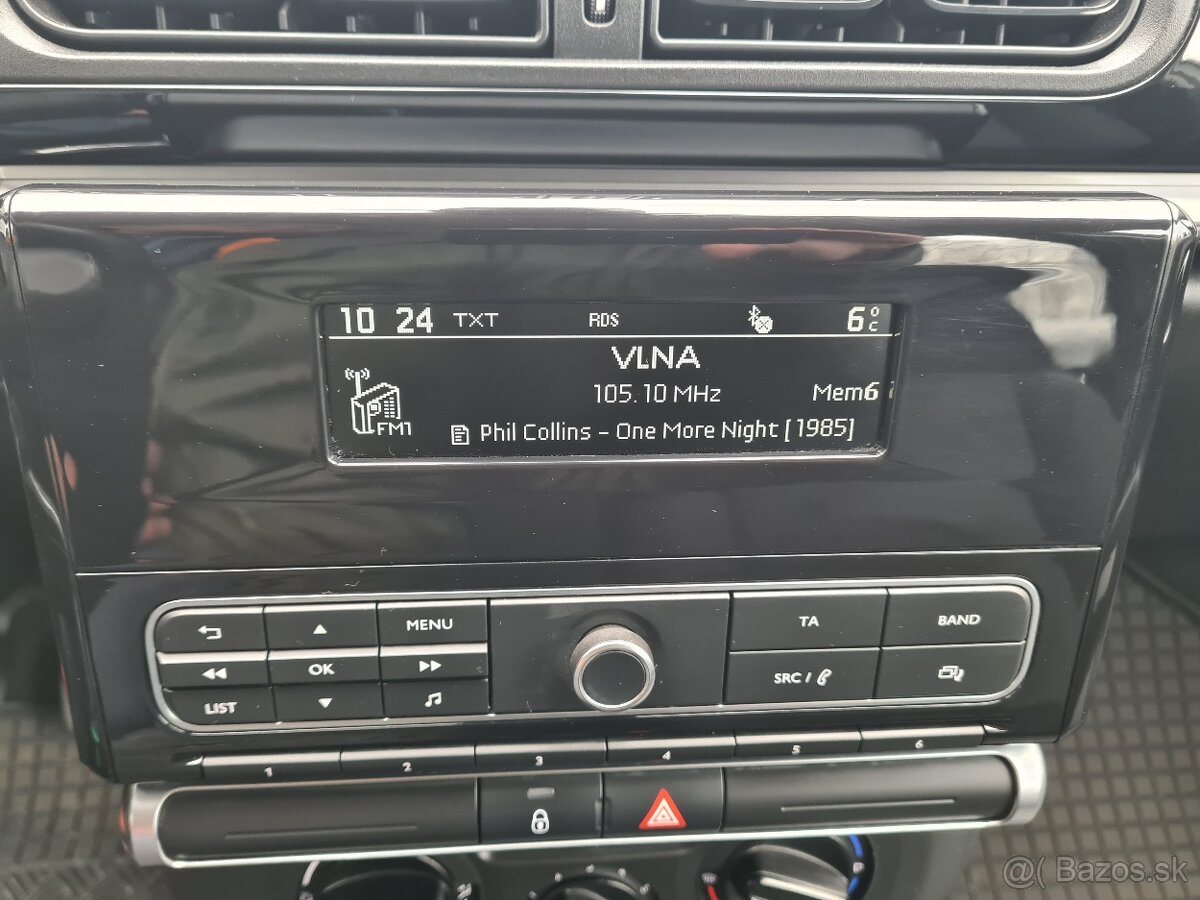 10 24 TXT RDS 6°C
VLNA
105.10 MHz Mem6
FM1
Phil Collins - One More Night [1985]
MENU TA BAND
OK
SRC /
LIST
1 2 3 4 5 6
@( Bazos.sk